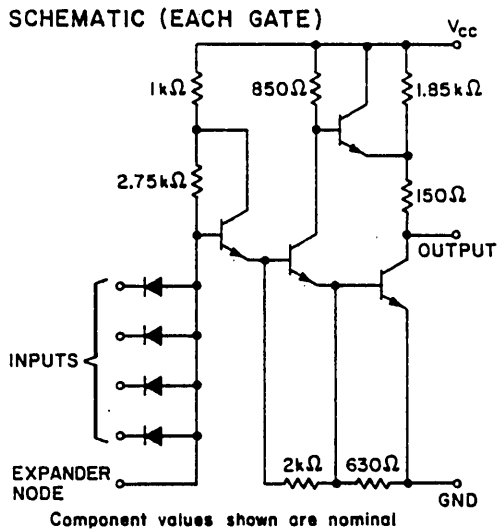 SCHEMATIC (EACH GATE)
Vcc
1kΩ
850Ω
1.85kΩ
2.75kΩ
150Ω
OUTPUT
INPUTS
EXPANDER
NODE
2kΩ
630Ω
GND
Component values shown are nominal